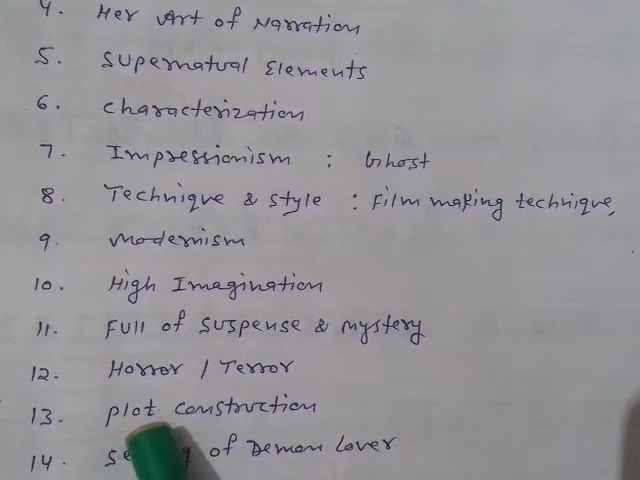 4. Her Art of Narration
5. Supernatual Elements
6. Characterization
7. Impressionism : Ghost
8. Technique & style : Film making technique,
9. Modernism
10. High Imagination
11. Full of suspense & mystery
12. Horror / Terror
13. plot construction
14. of Demon Lover